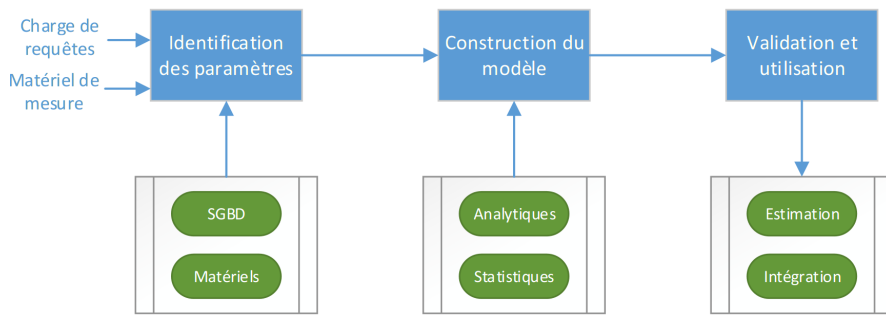 Charge de
requêtes
Matériel de
mesure
Identification
des paramètres
Construction du
modèle
Validation et
utilisation
SGBD
Matériels
Analytiques
Statistiques
Estimation
Intégration